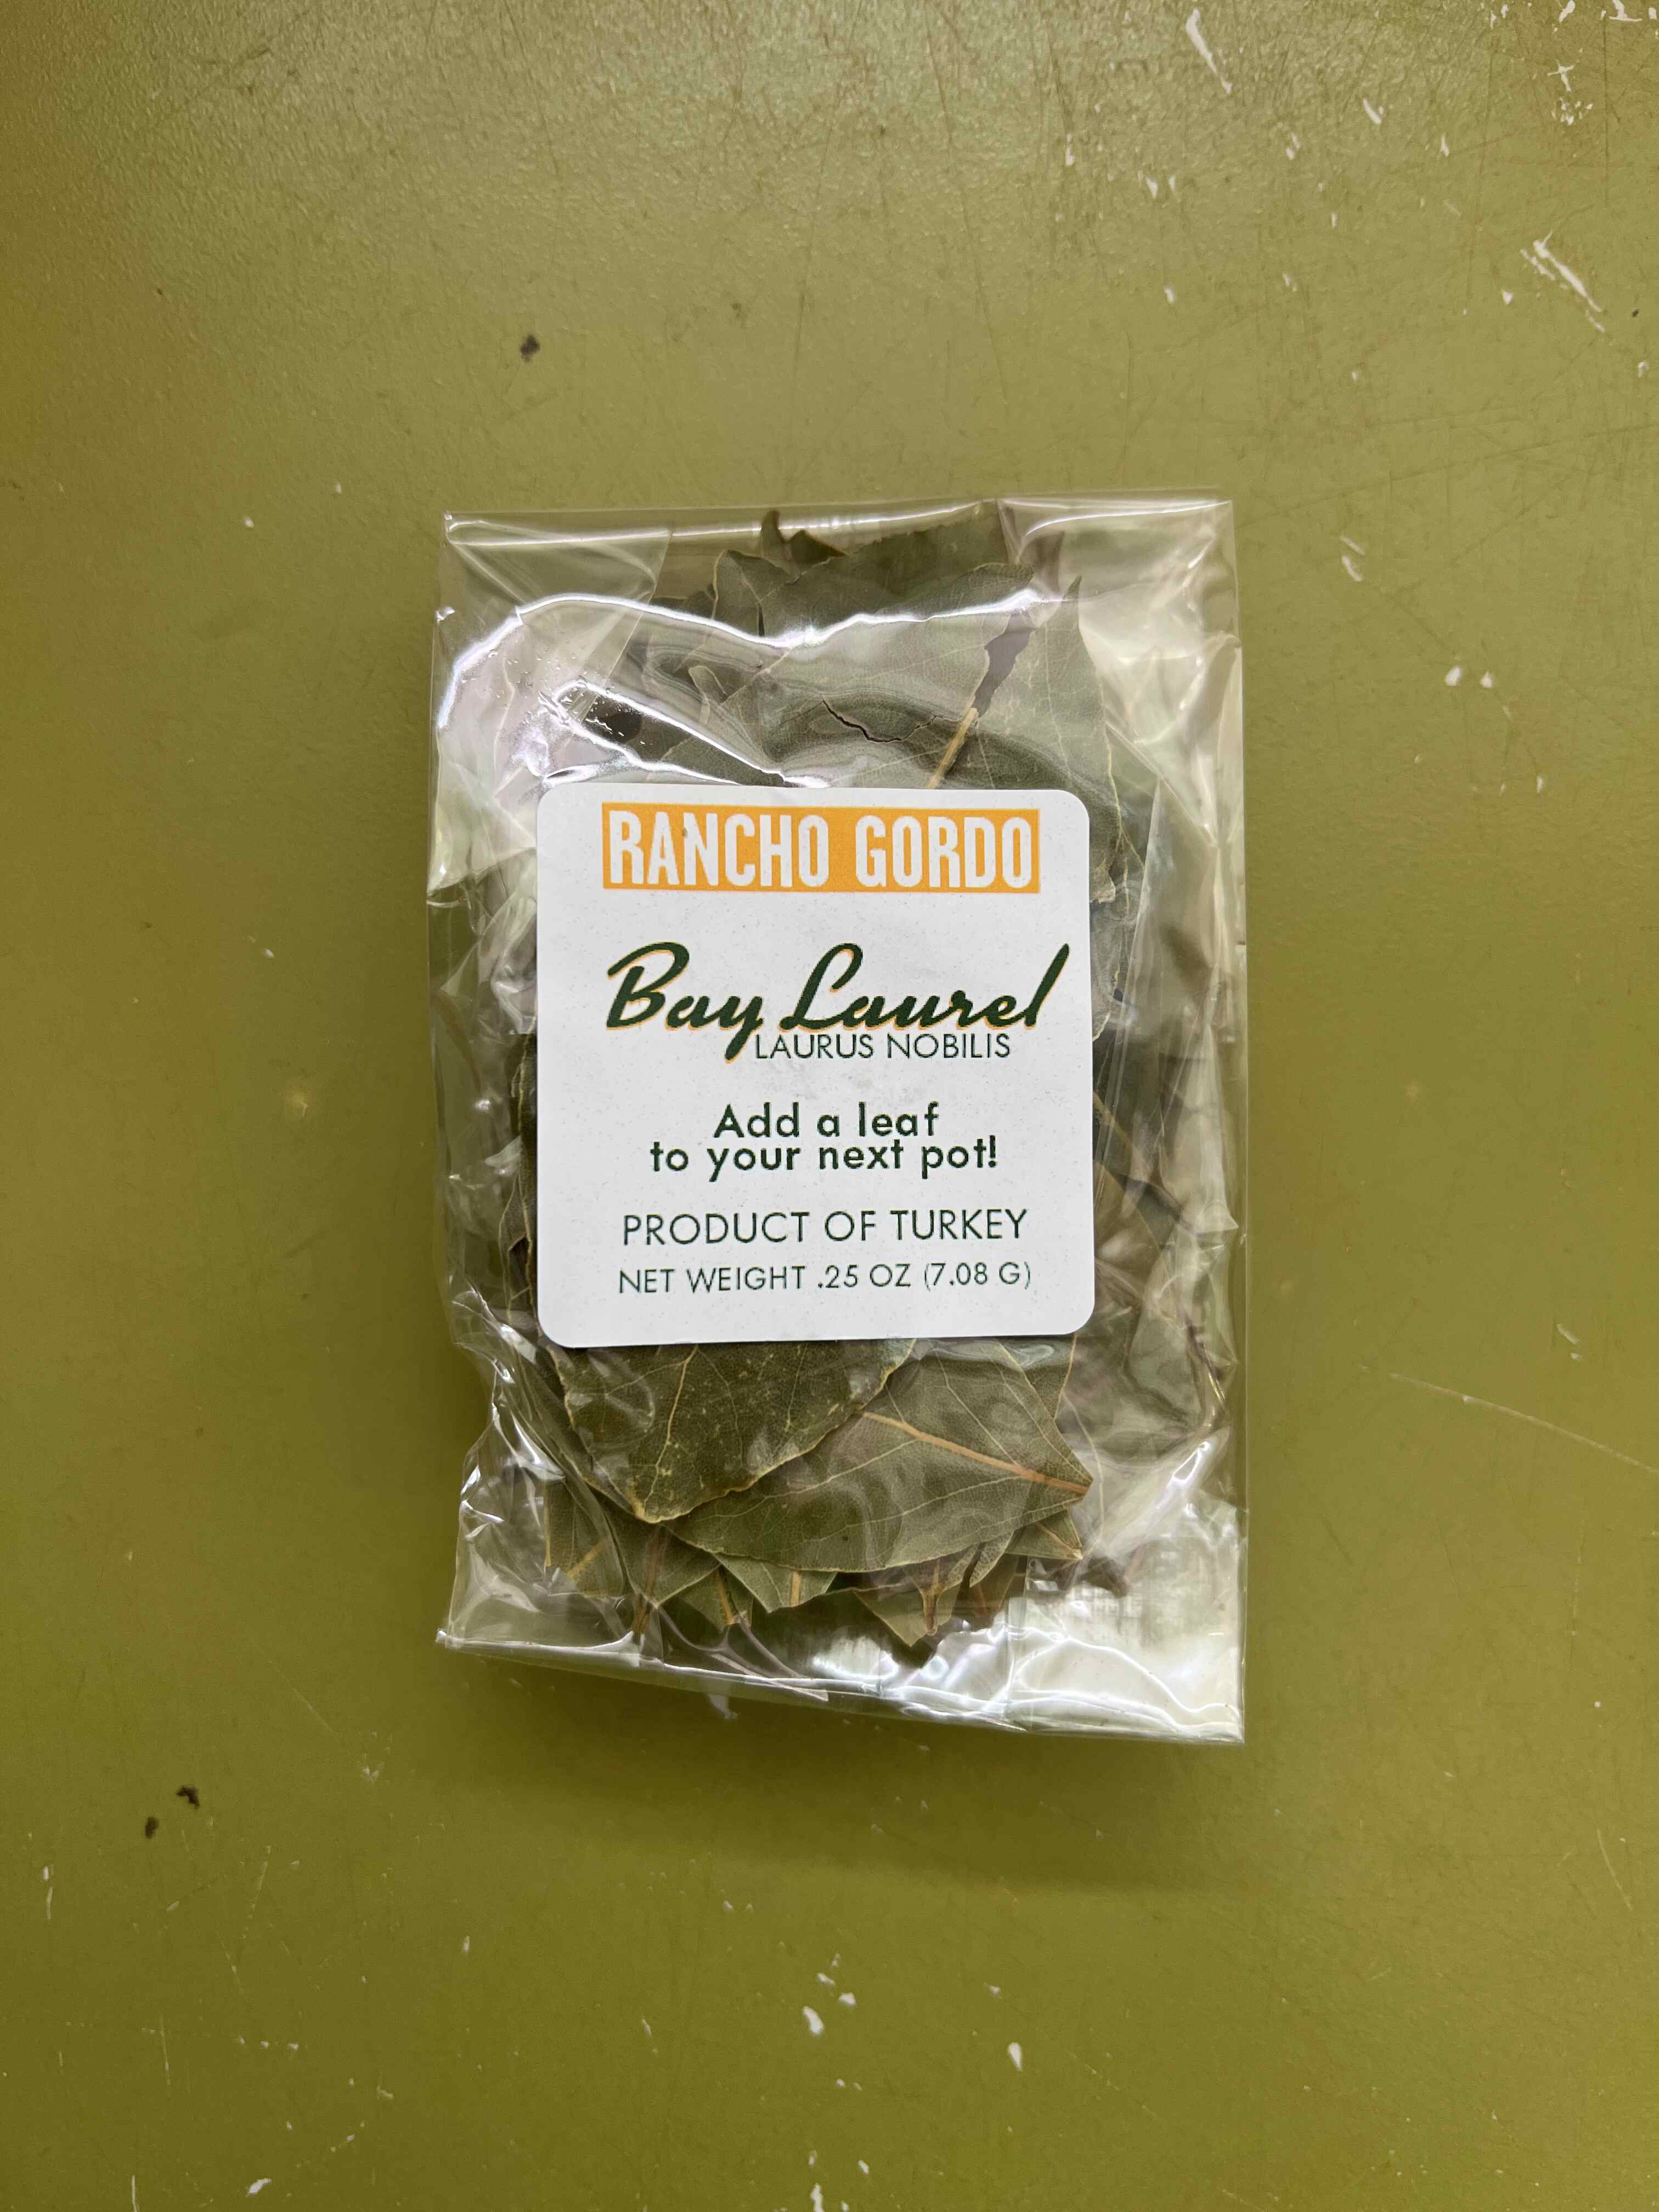 RANCHO GORDO
Bay Laurel
LAURUS NOBILIS
Add a leaf
to your next pot!
PRODUCT OF TURKEY
NET WEIGHT .25 OZ (7.08 G)